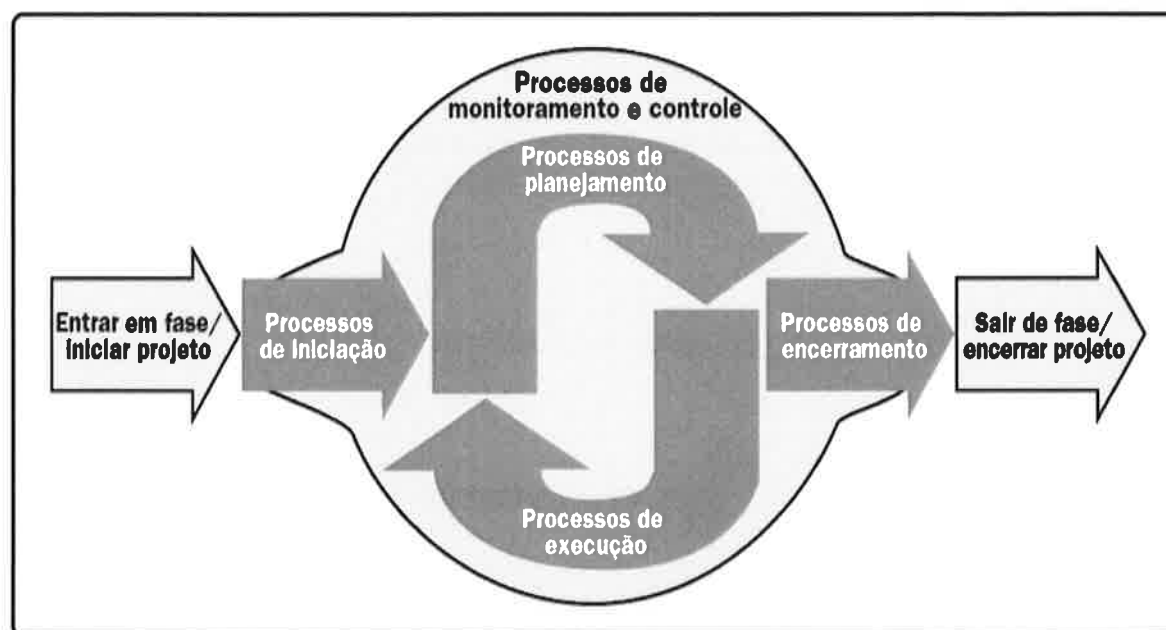 Processos de
monitoramento e controle
Processos de
planejamento
Entrar em fase/
iniciar projeto
Processos
de iniciação
Processos de
encerramento
Sair de fase/
encerrar projeto
Processos de
execução